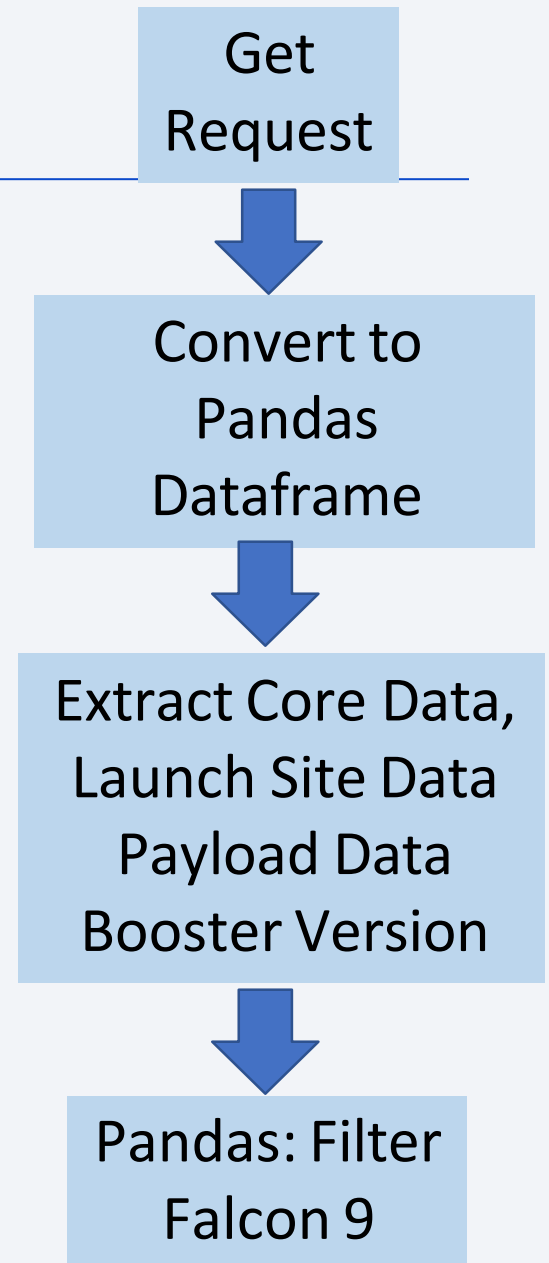 Get
Request
Convert to
Pandas
Dataframe
Extract Core Data,
Launch Site Data
Payload Data
Booster Version
Pandas: Filter
Falcon 9